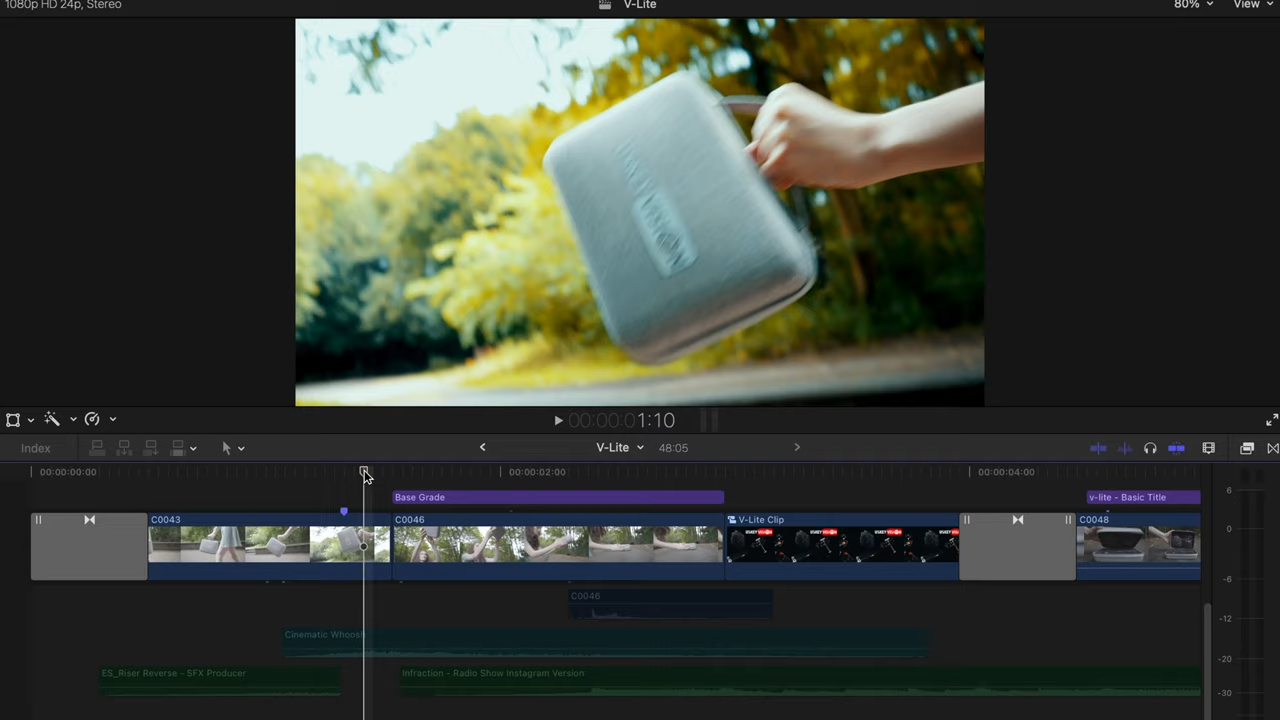 1080p HD 24p, Stereo
V-Lite
80%
View
00:00:00:01:10
Index
V-Lite
48:05
00:00:00:00
00:00:02:00
00:00:04:00
Base Grade
v-lite - Basic Title
C0043
C0046
V-Lite Clip
C0048
C0046
Cinematic Whoosh
ES_Riser Reverse - SFX Producer
Infraction - Radio Show Instagram Version
6
0
-6
-12
-20
-30